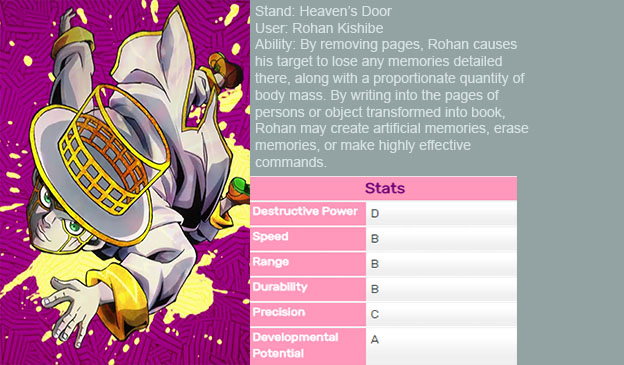 Stand: Heaven's Door
User: Rohan Kishibe
Ability: By removing pages, Rohan causes
his target to lose any memories detailed
there, along with a proportionate quantity of
body mass. By writing into the pages of
persons or object transformed into book,
Rohan may create artificial memories, erase
memories, or make highly effective
commands.
Stats
Destructive Power D
Speed B
Range B
Durability B
Precision C
Developmental
Potential A